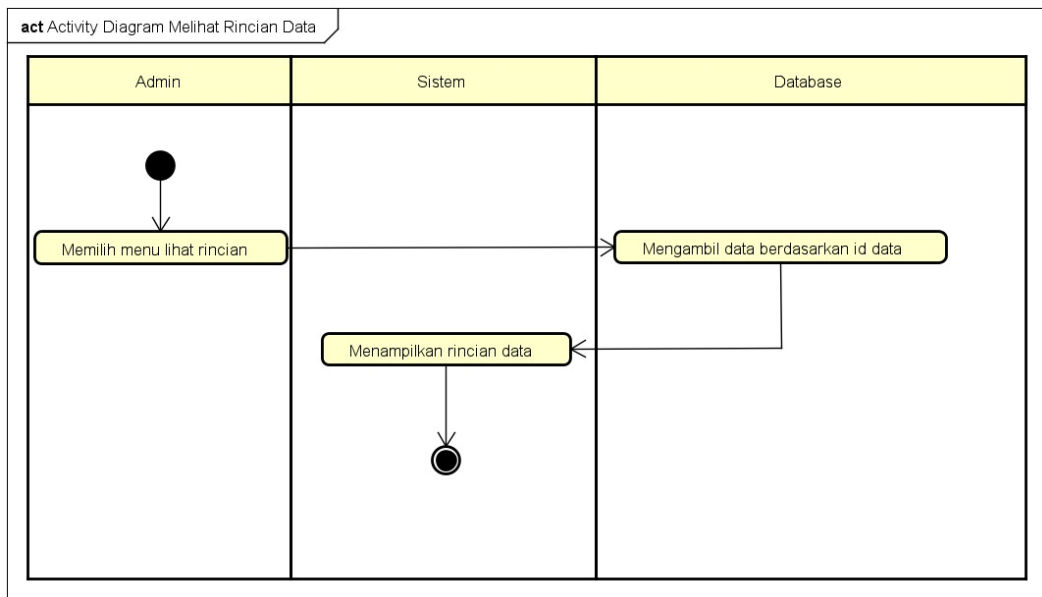 act Activity Diagram Melihat Rincian Data
Admin
Sistem
Database
Memilih menu lihat rincian
Mengambil data berdasarkan id data
Menampilkan rincian data